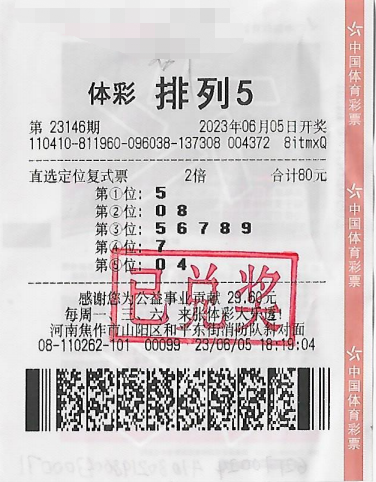 体彩 排列5
第 23146期 2023年06月05日开奖
110410-811960-096038-137308 004372 8itmxQ
直选定位复式票 2倍 合计80元
第①位: 5
第②位: 0 8
第③位: 5 6 7 8 9
第④位: 7
第⑤位: 0 4
已兑奖
感谢您为公益事业贡献 29.60元
每周一、三、六，来张体彩大乐透!
河南焦作市山阳区和平东街消防队斜对面
08-110262-101 00099 23/06/05 18:19:04
中国体育彩票
中国体育彩票
中国体育彩票